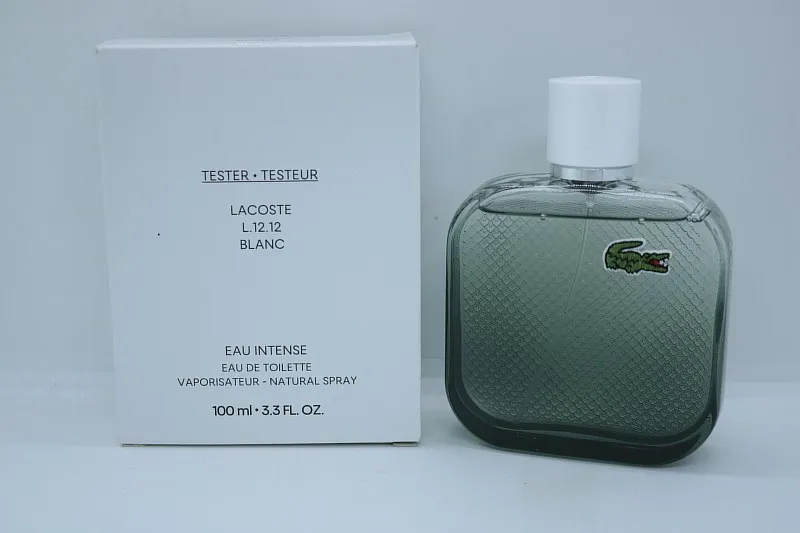 TESTER • TESTEUR
LACOSTE
L.12.12
BLANC
EAU INTENSE
EAU DE TOILETTE
VAPORISATEUR - NATURAL SPRAY
100 ml • 3.3 FL. OZ.